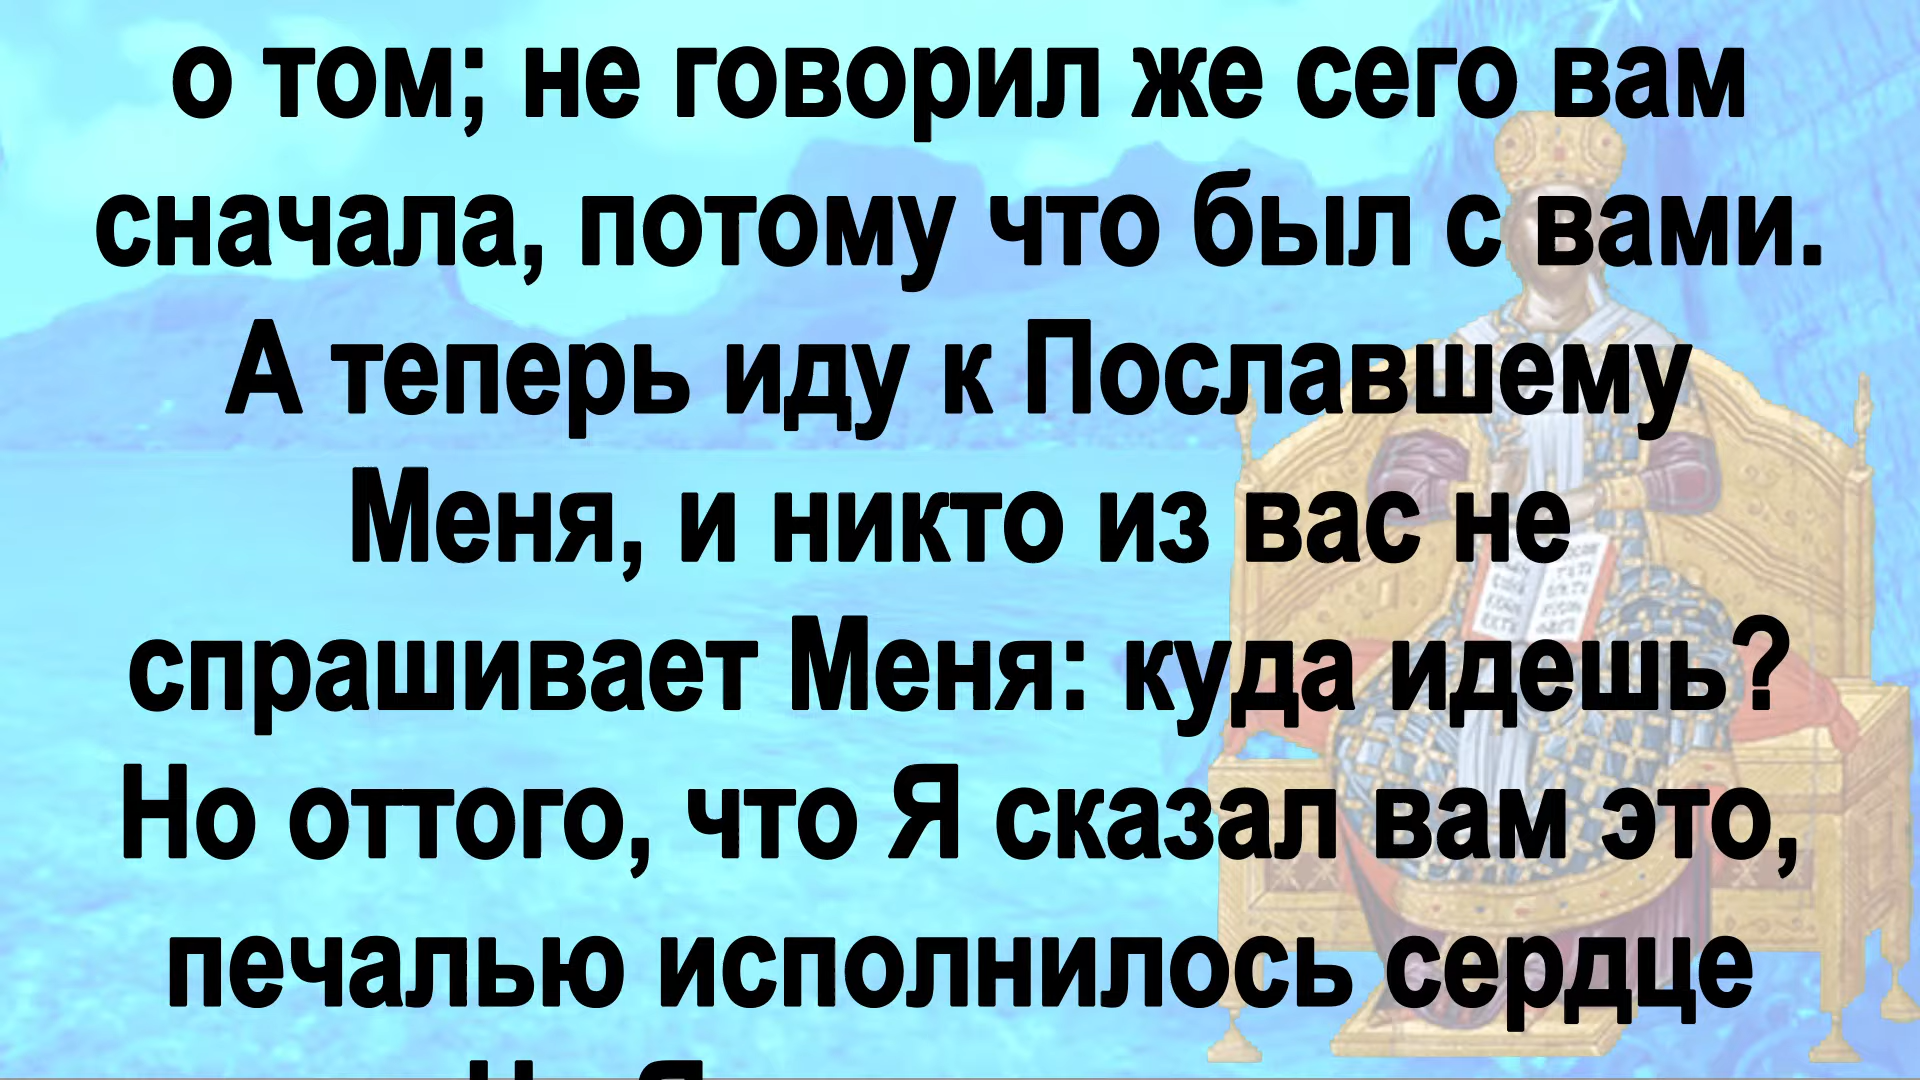 о том; не говорил же сего вам
сначала, потому что был с вами.
А теперь иду к Пославшему
Меня, и никто из вас не
спрашивает Меня: куда идешь?
Но оттого, что Я сказал вам это,
печалью исполнилось сердце